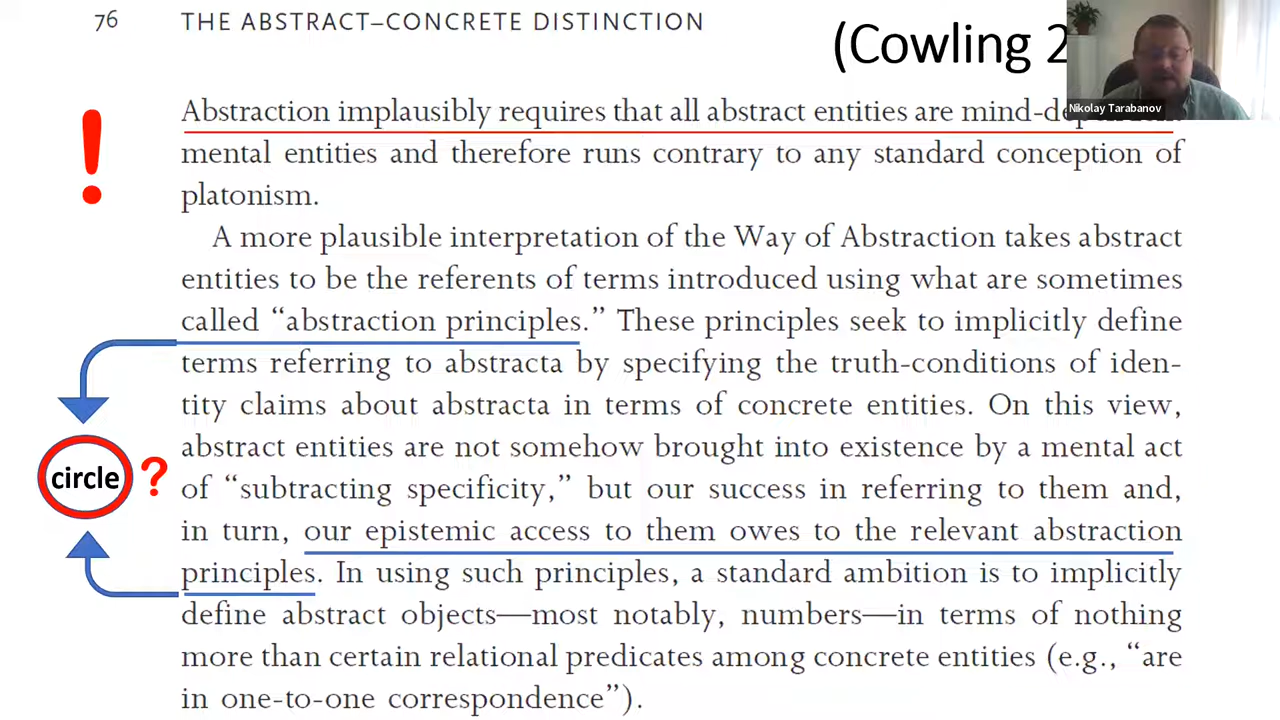 76 THE ABSTRACT–CONCRETE DISTINCTION
(Cowling 2
Nikolay Tarabanov
!
Abstraction implausibly requires that all abstract entities are
mental entities and therefore runs contrary to any standard conception of
platonism.
A more plausible interpretation of the Way of Abstraction takes abstract
entities to be the referents of terms introduced using what are sometimes
called “abstraction principles.” These principles seek to implicitly define
terms referring to abstracta by specifying the truth-conditions of iden-
tity claims about abstracta in terms of concrete entities. On this view,
abstract entities are not somehow brought into existence by a mental act
circle ?
of “subtracting specificity,” but our success in referring to them and,
in turn, our epistemic access to them owes to the relevant abstraction
principles. In using such principles, a standard ambition is to implicitly
define abstract objects—most notably, numbers—in terms of nothing
more than certain relational predicates among concrete entities (e.g., “are
in one-to-one correspondence”).